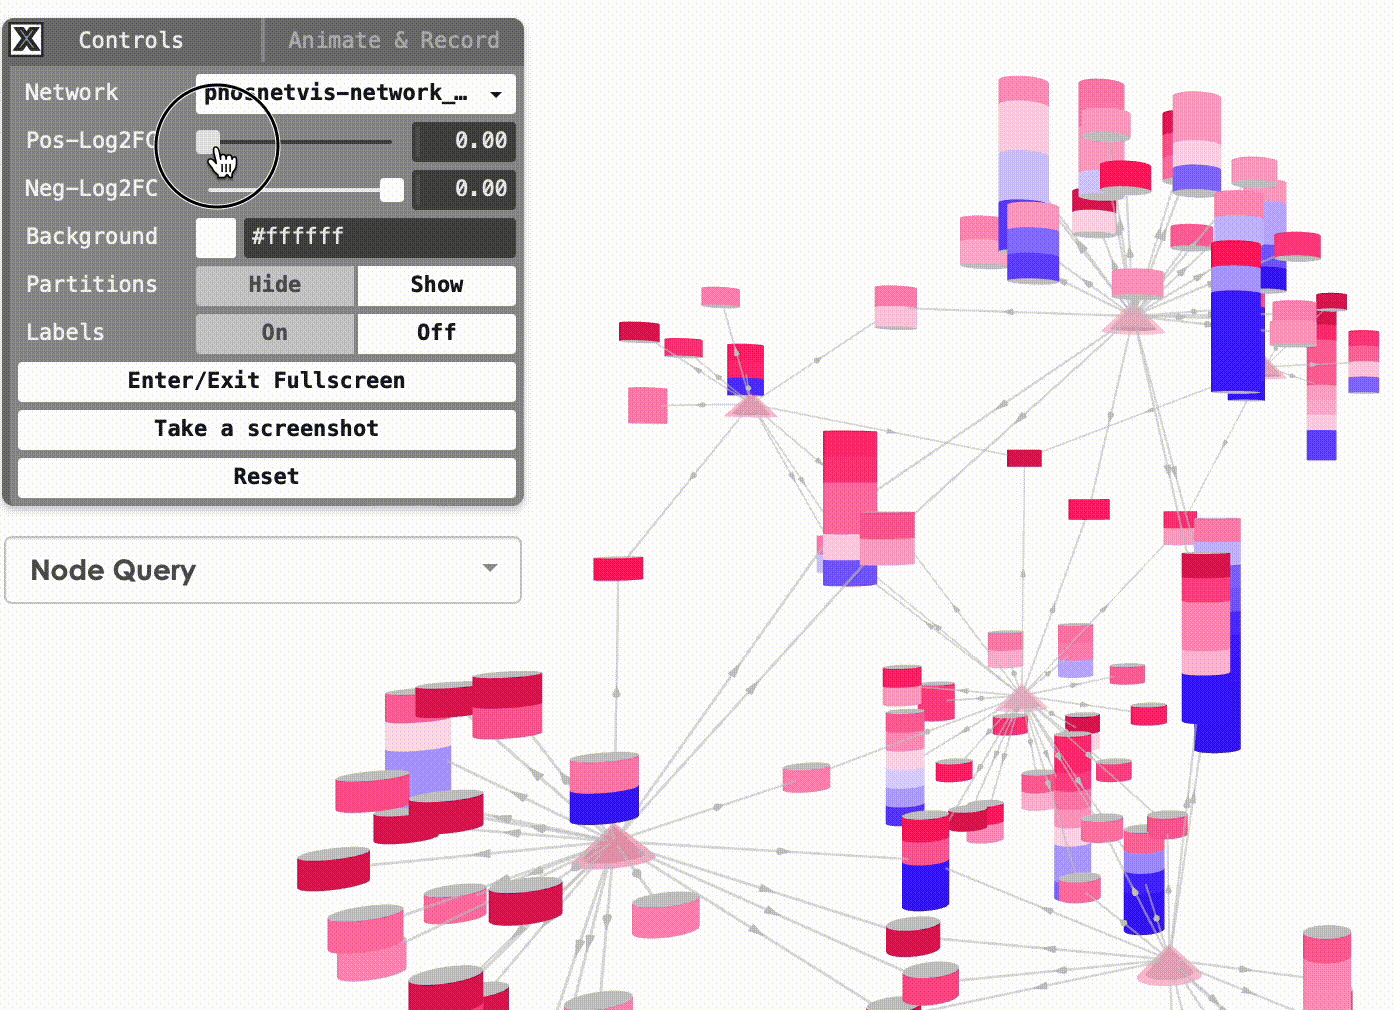 X Controls Animate & Record
Network phosnetvis-network_…
Pos-Log2FC 0.00
Neg-Log2FC 0.00
Background #ffffff
Partitions Hide Show
Labels On Off
Enter/Exit Fullscreen
Take a screenshot
Reset
Node Query